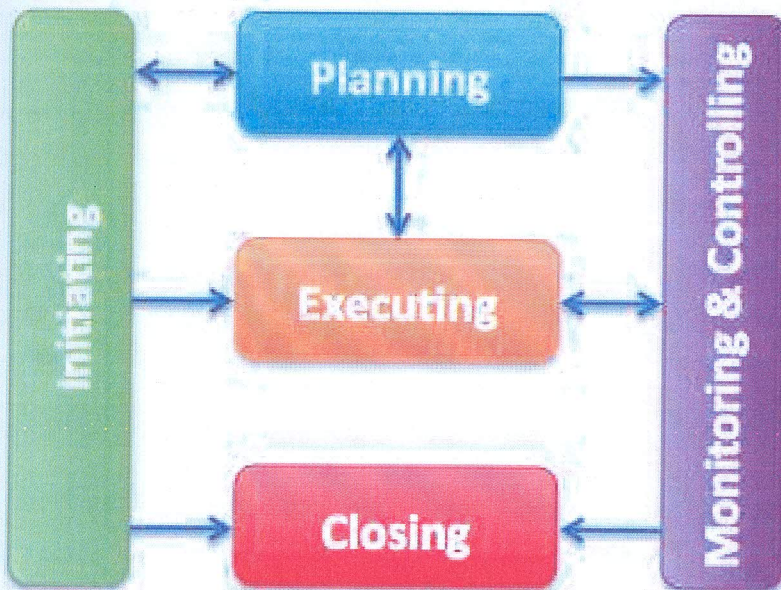 Initiating
Planning
Executing
Closing
Monitoring & Controlling